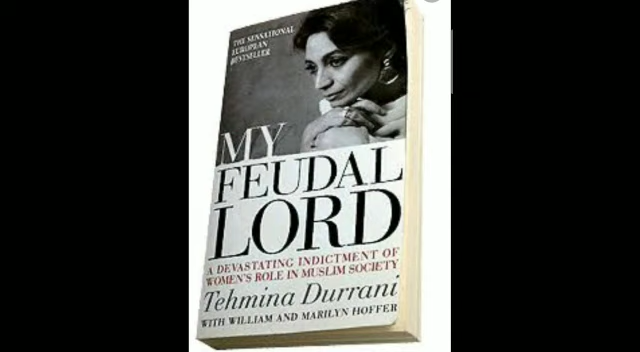 THE SENSATIONAL
EUROPEAN
BESTSELLER
MY
FEUDAL
LORD
A DEVASTATING INDICTMENT OF
WOMEN'S ROLE IN MUSLIM SOCIETY
Tehmina Durrani
WITH WILLIAM AND MARILYN HOFFER